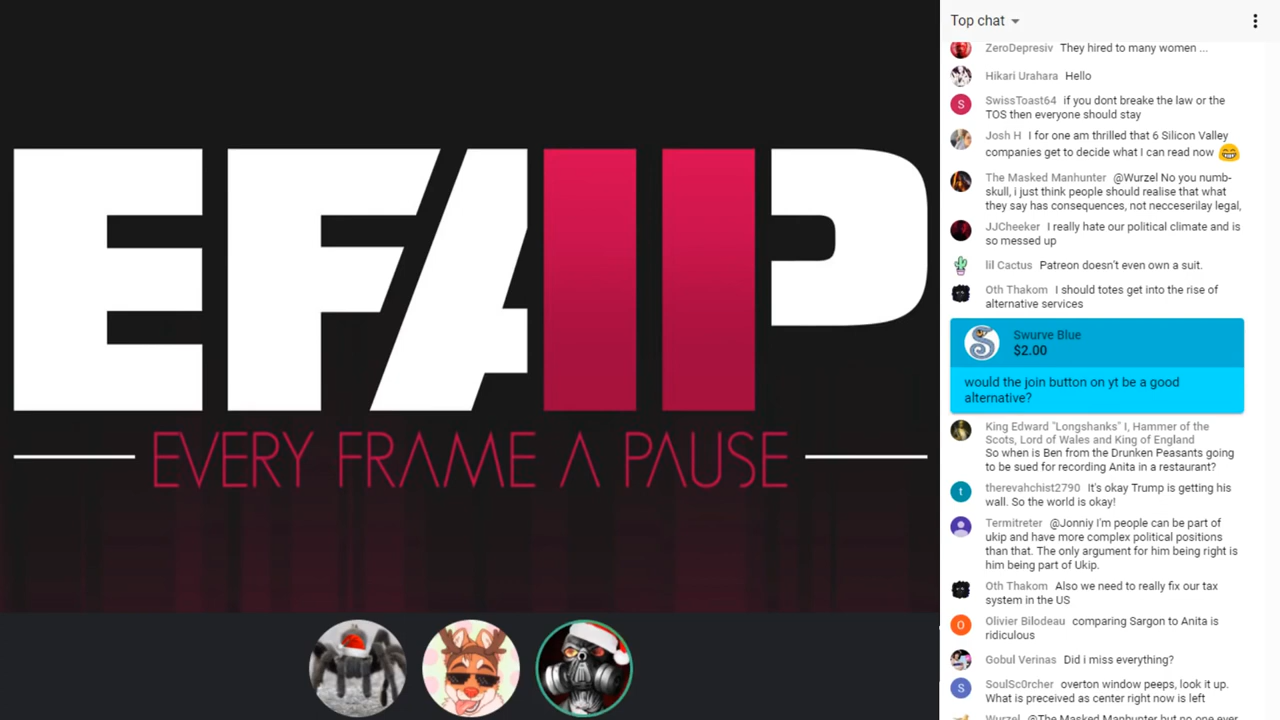 EFAP
EVERY FRAME A PAUSE
Top chat
ZeroDepresiv They hired to many women ...
Hikari Urahara Hello
S
SwissToast64 if you dont breake the law or the
TOS then everyone should stay
Josh H I for one am thrilled that 6 Silicon Valley
companies get to decide what I can read now
The Masked Manhunter @Wurzel No you numb-
skull, i just think people should realise that what
they say has consequences, not necceserilay legal,
JJCheeker I really hate our political climate and is
so messed up
lil Cactus Patreon doesn't even own a suit.
Oth Thakom I should totes get into the rise of
alternative services
Swurve Blue
$2.00
would the join button on yt be a good
alternative?
King Edward "Longshanks" I, Hammer of the
Scots, Lord of Wales and King of England
So when is Ben from the Drunken Peasants going
to be sued for recording Anita in a restaurant?
t
therevahchist2790 It's okay Trump is getting his
wall. So the world is okay!
Termitreter @Jonniy I'm people can be part of
ukip and have more complex political positions
than that. The only argument for him being right is
him being part of Ukip.
Oth Thakom Also we need to really fix our tax
system in the US
O
Olivier Bilodeau comparing Sargon to Anita is
ridiculous
Gobul Verinas Did i miss everything?
S
SoulSc0rcher overton window peeps, look it up.
What is preceived as center right now is left
Wurzel @The Masked Manhunter but no one ever